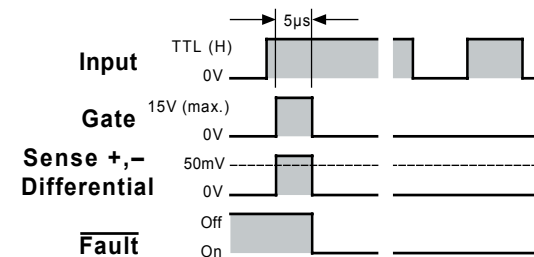 5µs
Input
TTL (H)
0V
Gate
15V (max.)
0V
Sense +,–
Differential
50mV
0V
Fault
Off
On